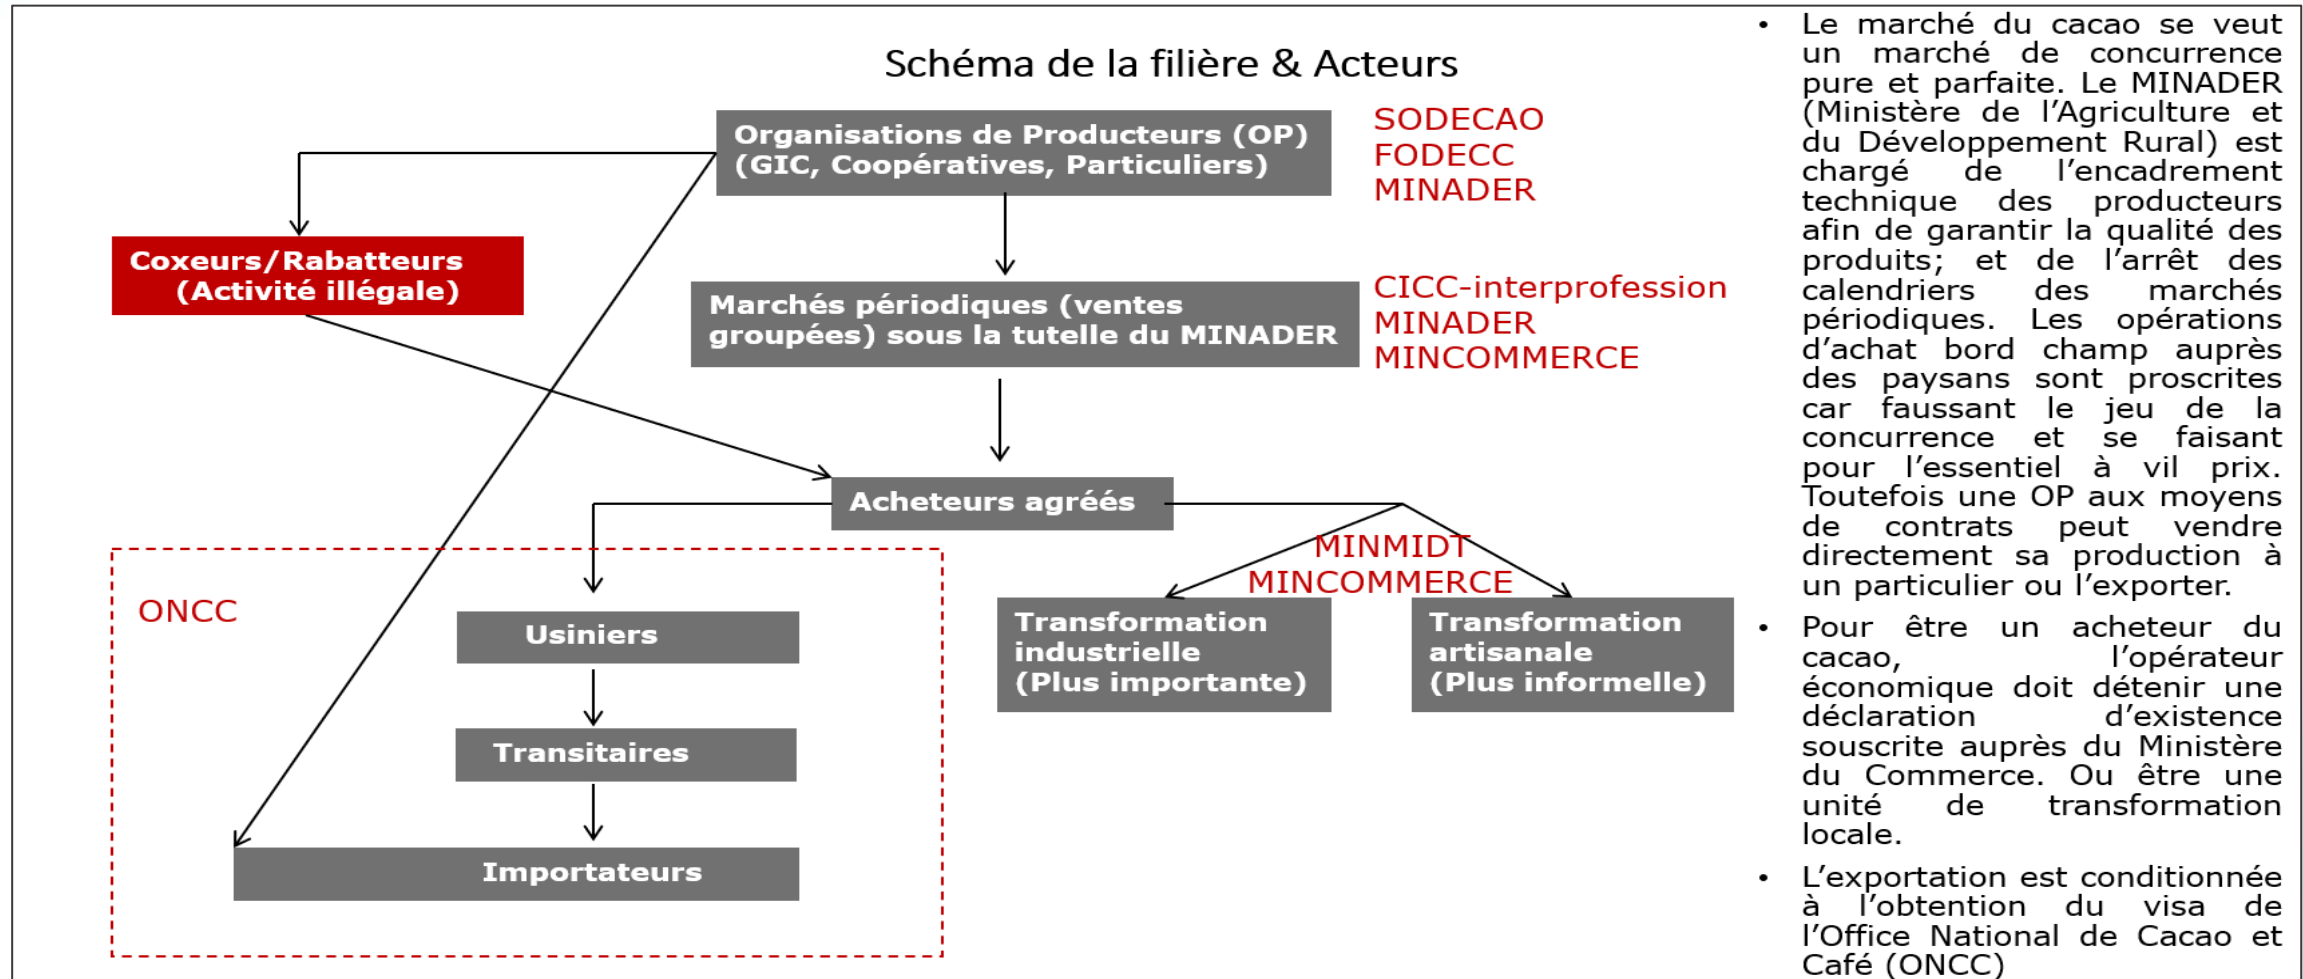 Schéma de la filière & Acteurs
Organisations de Producteurs (OP)
(GIC, Coopératives, Particuliers)
SODECAO
FODECC
MINADER
Coxeurs/Rabatteurs
(Activité illégale)
Marchés périodiques (ventes
groupées) sous la tutelle du MINADER
CICC-interprofession
MINADER
MINCOMMERCE
Acheteurs agréés
MINMIDT
MINCOMMERCE
ONCC
Usiniers
Transitaires
Importateurs
Transformation
industrielle
(Plus importante)
Transformation
artisanale
(Plus informelle)
• Le marché du cacao se veut
un marché de concurrence
pure et parfaite. Le MINADER
(Ministère de l’Agriculture et
du Développement Rural) est
chargé de l’encadrement
technique des producteurs
afin de garantir la qualité des
produits; et de l’arrêt des
calendriers des marchés
périodiques. Les opérations
d’achat bord champ auprès
des paysans sont proscrites
car faussant le jeu de la
concurrence et se faisant
pour l’essentiel à vil prix.
Toutefois une OP aux moyens
de contrats peut vendre
directement sa production à
un particulier ou l’exporter.
• Pour être un acheteur du
cacao, l’opérateur
économique doit détenir une
déclaration d’existence
souscrite auprès du Ministère
du Commerce. Ou être une
unité de transformation
locale.
• L’exportation est conditionnée
à l’obtention du visa de
l’Office National de Cacao et
Café (ONCC)